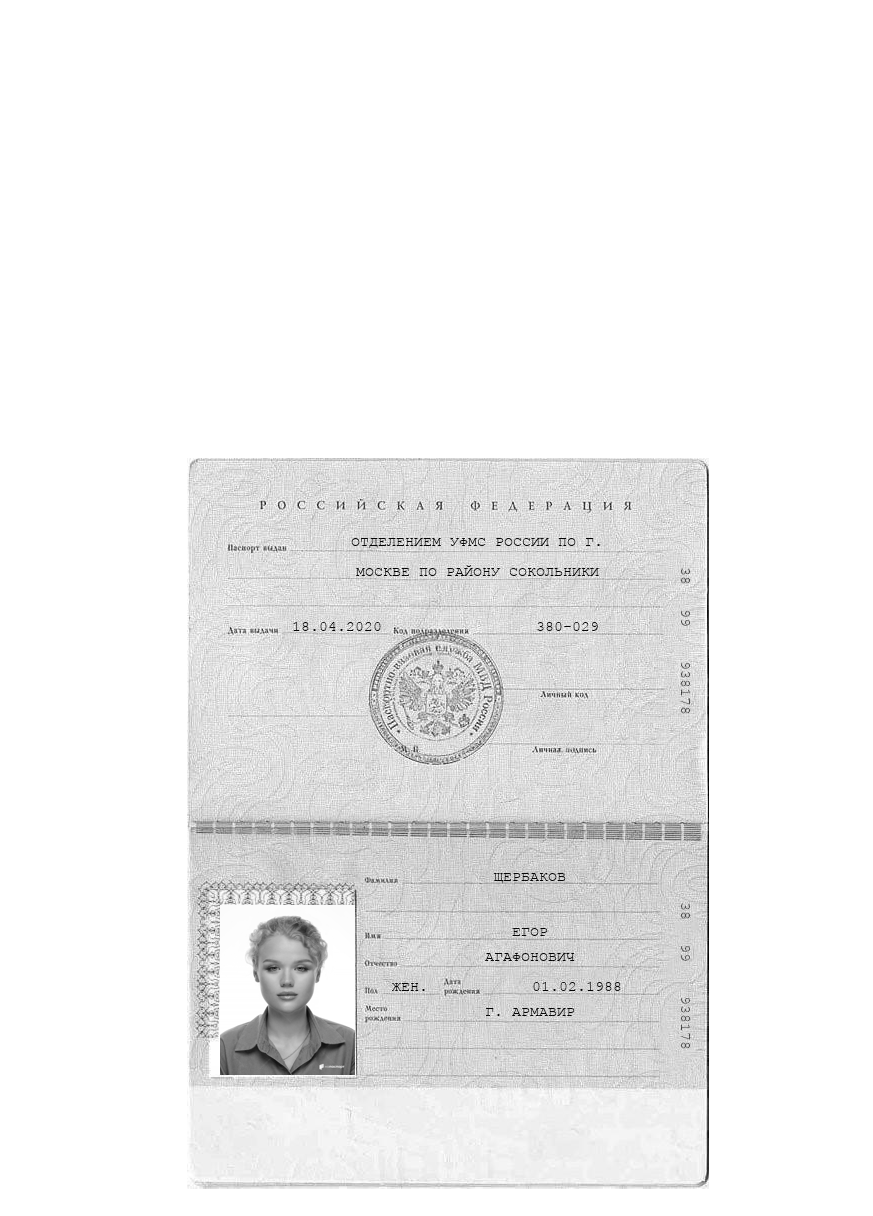 РОССИЙСКАЯ ФЕДЕРАЦИЯ
Паспорт выдан ОТДЕЛЕНИЕМ УФМС РОССИИ ПО Г.
МОСКВЕ ПО РАЙОНУ СОКОЛЬНИКИ
Дата выдачи 18.04.2020 Код подразделения 380-029
Паспортно-визовая служба МВД России
Личный код
М.П. Личная подпись
38 99 938178
Фамилия ЩЕРБАКОВ
Имя ЕГОР
Отчество АГАФОНОВИЧ
Пол ЖЕН. Дата рождения 01.02.1988
Место рождения Г. АРМАВИР
38 99 938178